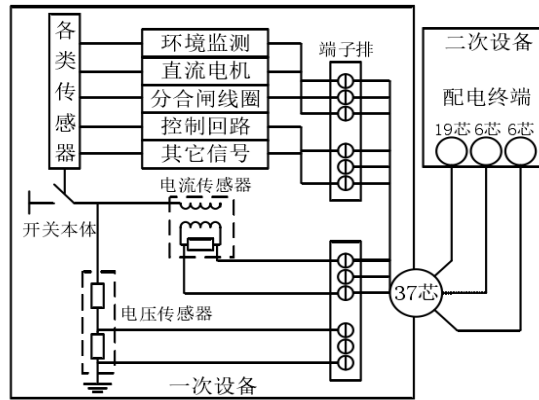 各类传感器
环境监测
直流电机
分合闸线圈
控制回路
其它信号
端子排
二次设备
配电终端
19芯 6芯 6芯
电流传感器
开关本体
37芯
电压传感器
一次设备